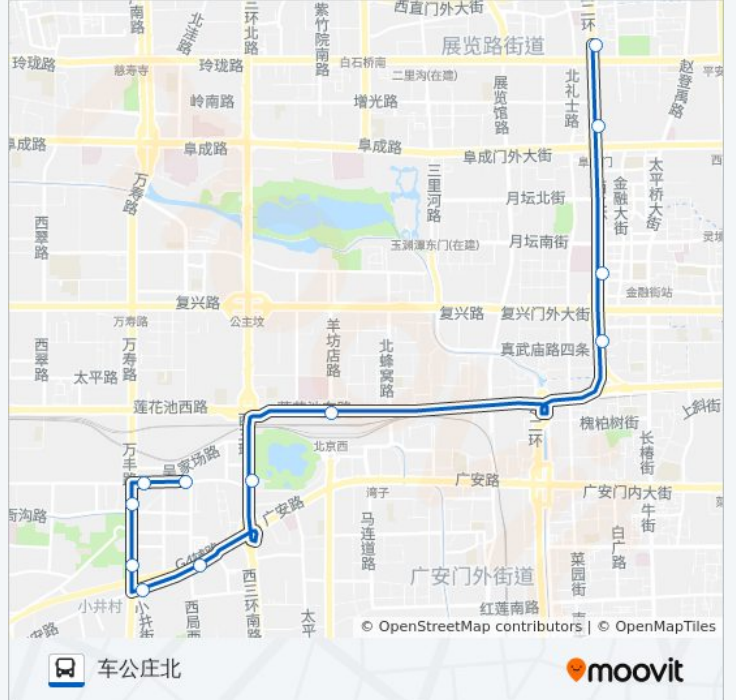 西直门外大街
二环
南路
北洼路
三环北路
紫竹院南路
展览路街道
玲珑路
慈寿寺
玲珑路
白石桥南
二里沟(在建)
赵登禹路
岭南路
增光路
展览馆路
北礼士路
阜成路
阜成路
阜成门外大街
万寿路
三里河路
月坛北街
金融大街
太平桥大街
西翠路
玉渊潭东门(在建)
月坛南街
金融街站
复兴路
复兴路
复兴门外大街
万寿路
公主坟
羊坊店路
北蜂窝路
真武庙路四条
西翠路
万寿路
太平路
莲花池西路
上斜街
槐柏树街
二环
长椿街
万丰路
吴家场路
北京西
广安路
湾子
广安门内大街
牛街
广安路
马连道路
白广路
菜园街
广安门外街道
小井村
西局西
西三环南路
红莲南路
太平
© OpenStreetMap contributors | © OpenMapTiles
车公庄北
moovit